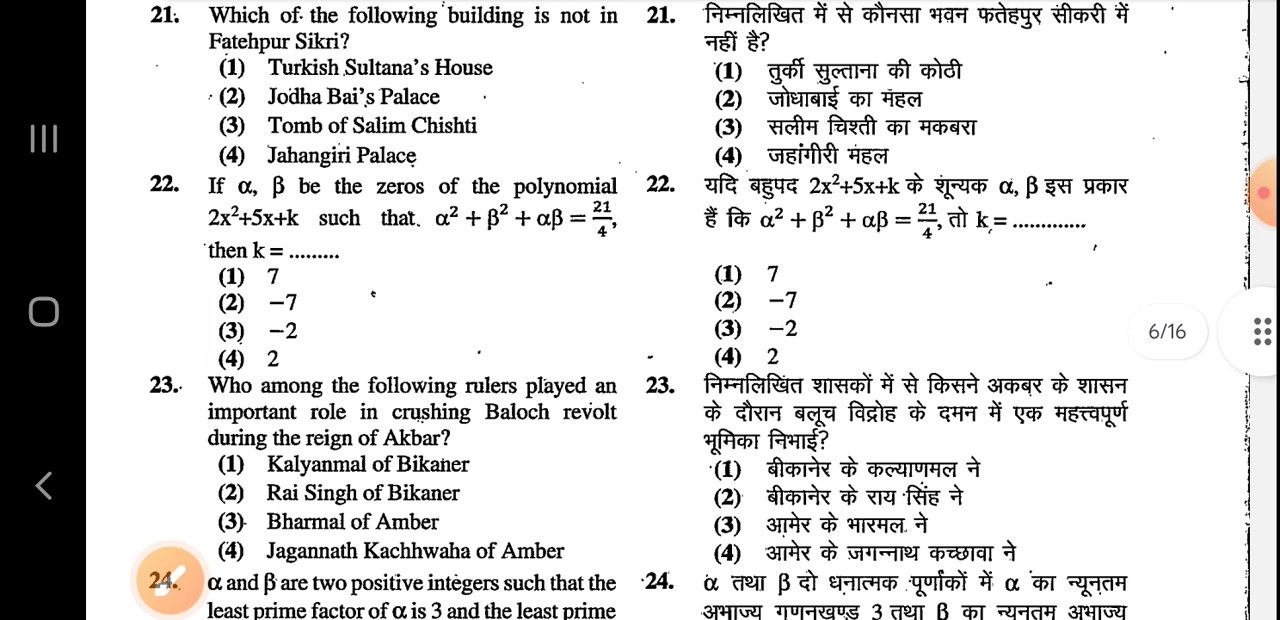 21. Which of the following building is not in
Fatehpur Sikri?
(1) Turkish Sultana's House
(2) Jodha Bai's Palace
(3) Tomb of Salim Chishti
(4) Jahangiri Palace
22. If α, β be the zeros of the polynomial
2x²+5x+k such that α² + β² + αβ = 21/4,
then k = .........
(1) 7
(2) −7
(3) −2
(4) 2
23. Who among the following rulers played an
important role in crushing Baloch revolt
during the reign of Akbar?
(1) Kalyanmal of Bikaner
(2) Rai Singh of Bikaner
(3) Bharmal of Amber
(4) Jagannath Kachhwaha of Amber
24. α and β are two positive integers such that the
least prime factor of α is 3 and the least prime
21. निम्नलिखित में से कौनसा भवन फतेहपुर सीकरी में
नहीं है?
(1) तुर्की सुल्ताना की कोठी
(2) जोधाबाई का महल
(3) सलीम चिश्ती का मकबरा
(4) जहांगीरी महल
22. यदि बहुपद 2x²+5x+k के शून्यक α, β इस प्रकार
हैं कि α² + β² + αβ = 21/4, तो k = .............
(1) 7
(2) −7
(3) −2
(4) 2
23. निम्नलिखित शासकों में से किसने अकबर के शासन
के दौरान बलूच विद्रोह के दमन में एक महत्त्वपूर्ण
भूमिका निभाई?
(1) बीकानेर के कल्याणमल ने
(2) बीकानेर के राय सिंह ने
(3) आमेर के भारमल ने
(4) आमेर के जगन्नाथ कच्छावा ने
24. α तथा β दो धनात्मक पूर्णांकों में α का न्यूनतम
अभाज्य गुणनखण्ड 3 तथा β का न्यूनतम अभाज्य
6/16